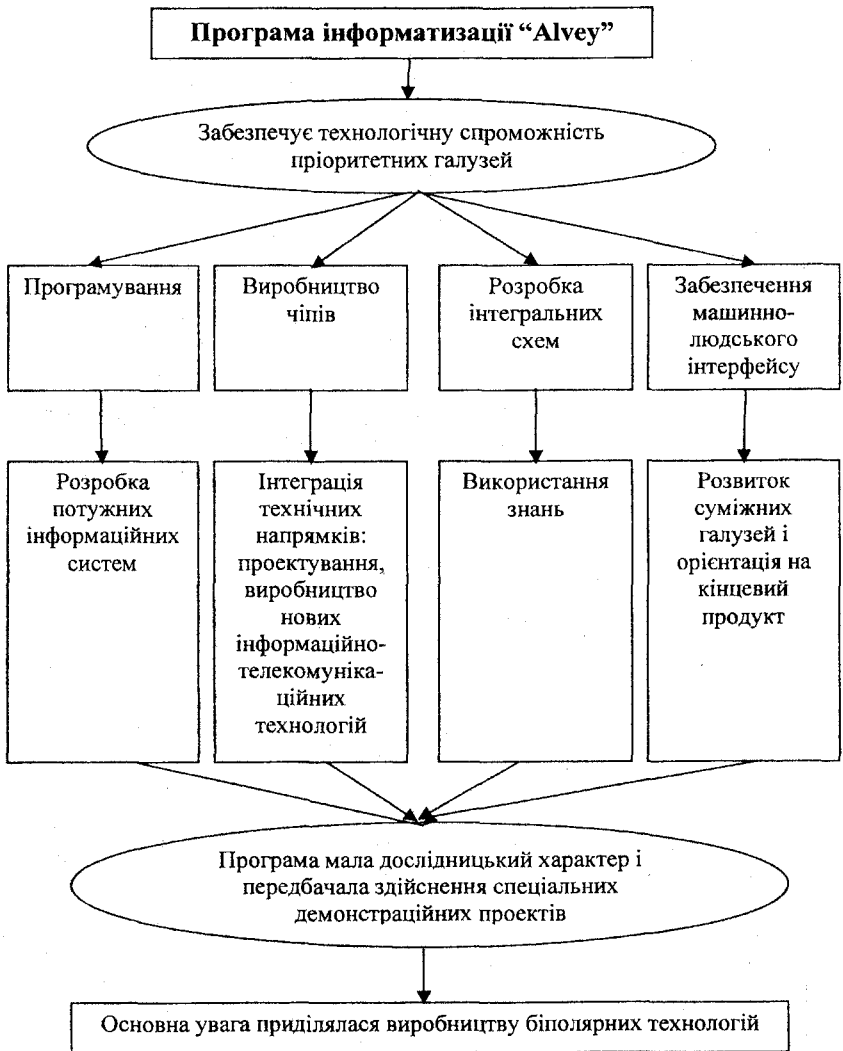 Програма інформатизації “Alvey”
Забезпечує технологічну спроможність
пріоритетних галузей
Програмування
Виробництво
чіпів
Розробка
інтегральних
схем
Забезпечення
машинно-
людського
інтерфейсу
Розробка
потужних
інформаційних
систем
Інтеграція
технічних
напрямків:
проектування,
виробництво
нових
інформаційно-
телекомуніка-
ційних
технологій
Використання
знань
Розвиток
суміжних
галузей і
орієнтація на
кінцевий
продукт
Програма мала дослідницький характер і
передбачала здійснення спеціальних
демонстраційних проектів
Основна увага приділялася виробництву біполярних технологій